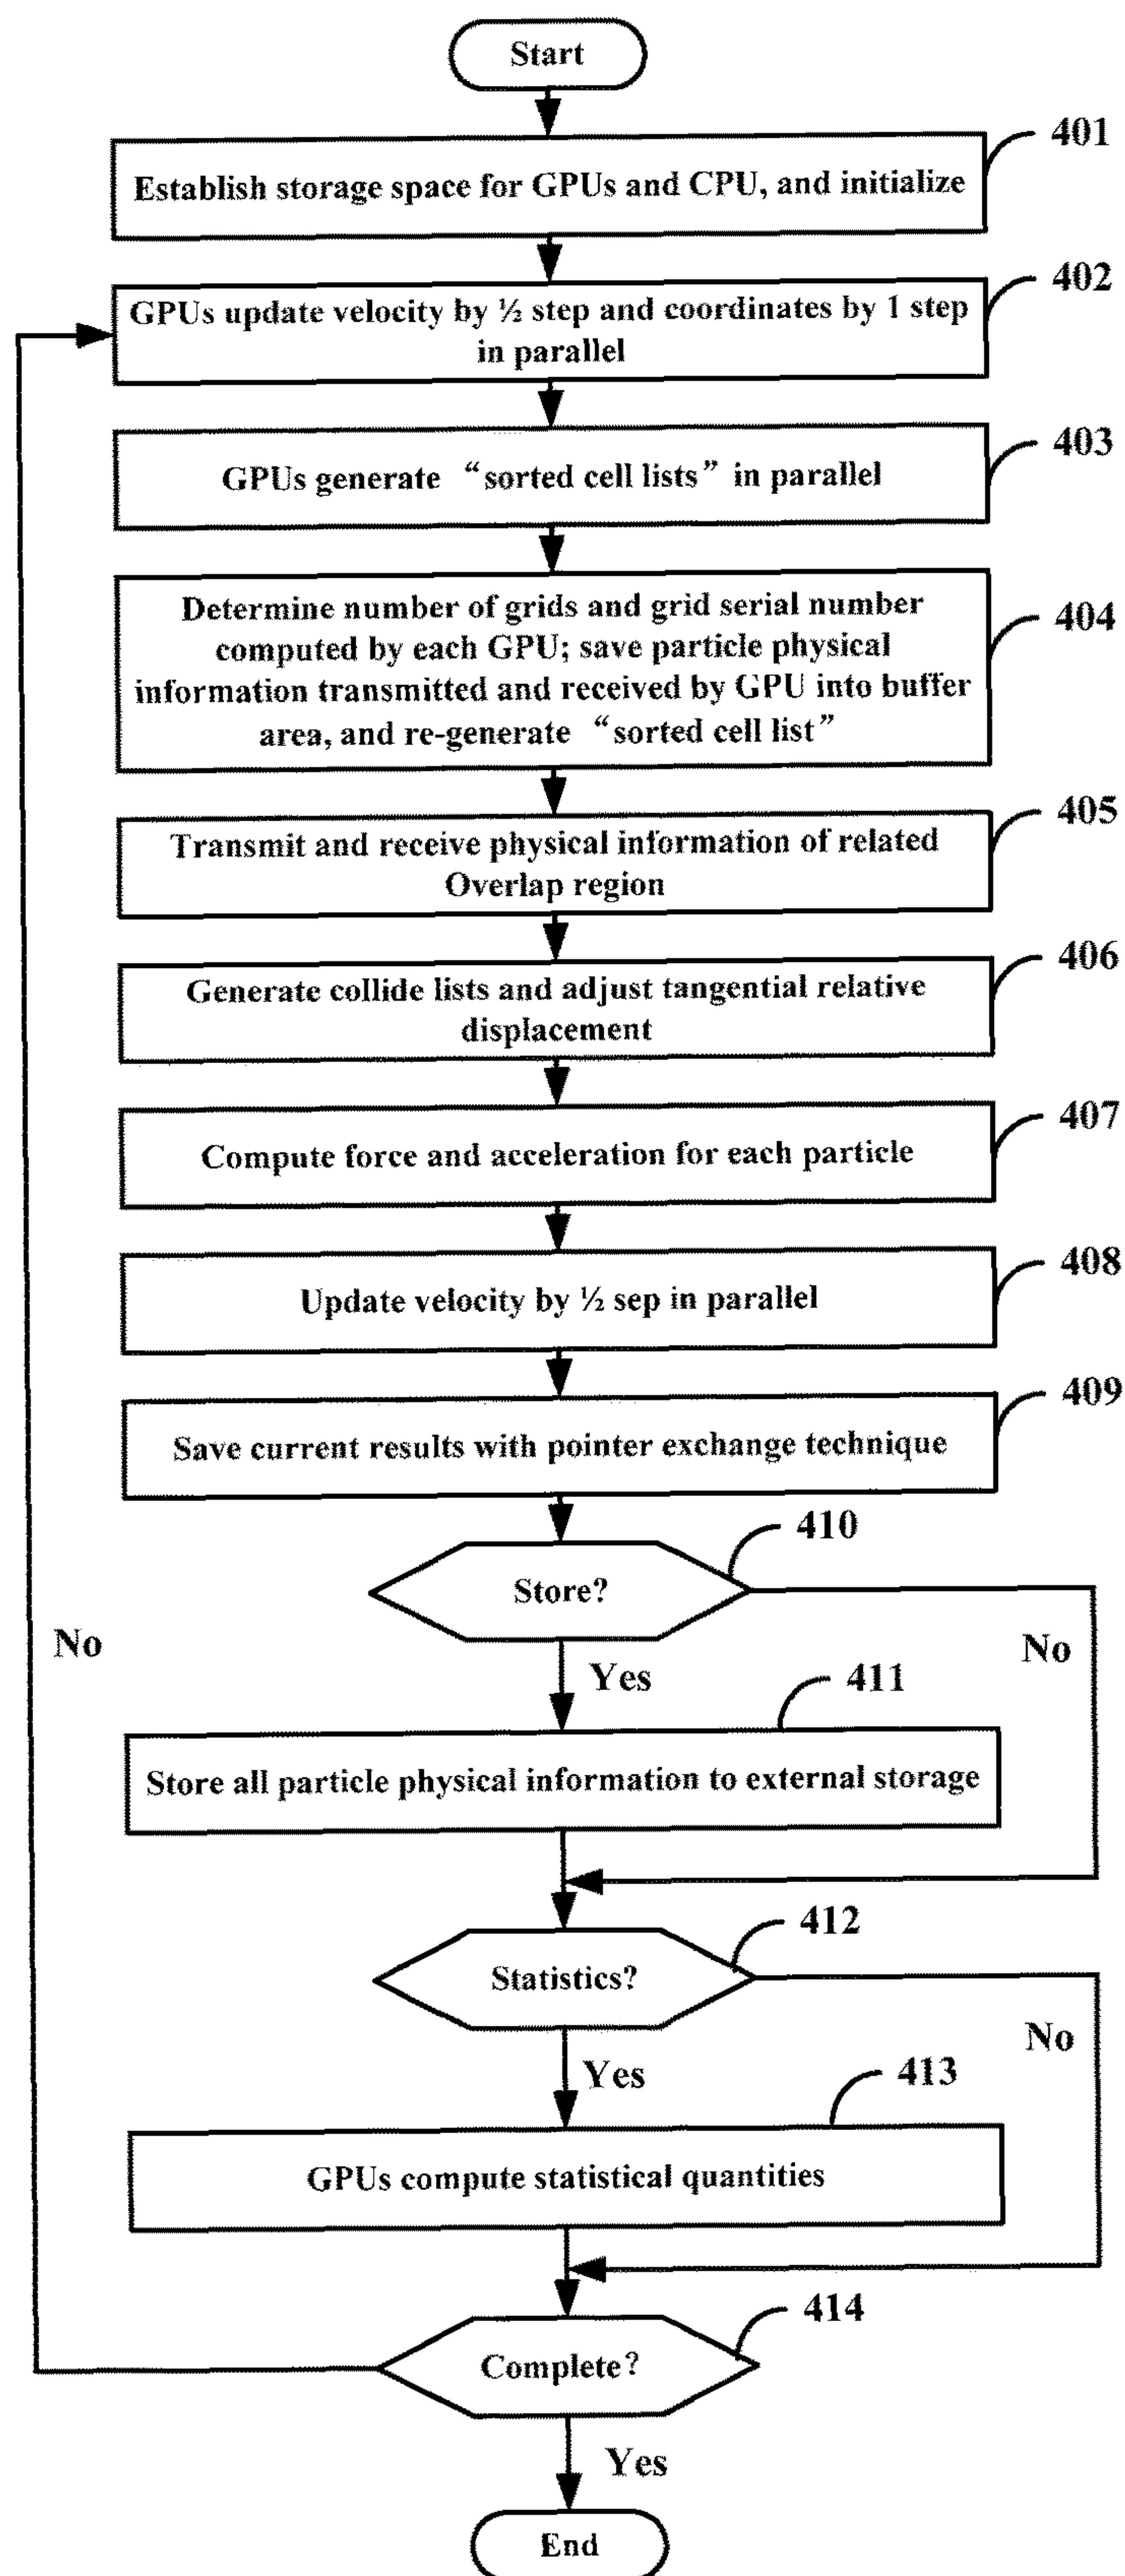 Start
401
Establish storage space for GPUs and CPU, and initialize
402
GPUs update velocity by ½ step and coordinates by 1 step
in parallel
403
GPUs generate “sorted cell lists” in parallel
404
Determine number of grids and grid serial number
computed by each GPU; save particle physical
information transmitted and received by GPU into buffer
area, and re-generate “sorted cell list”
405
Transmit and receive physical information of related
Overlap region
406
Generate collide lists and adjust tangential relative
displacement
407
Compute force and acceleration for each particle
408
Update velocity by ½ sep in parallel
409
Save current results with pointer exchange technique
410
Store?
No
No
Yes
411
Store all particle physical information to external storage
412
Statistics?
No
Yes
413
GPUs compute statistical quantities
414
Complete?
Yes
End